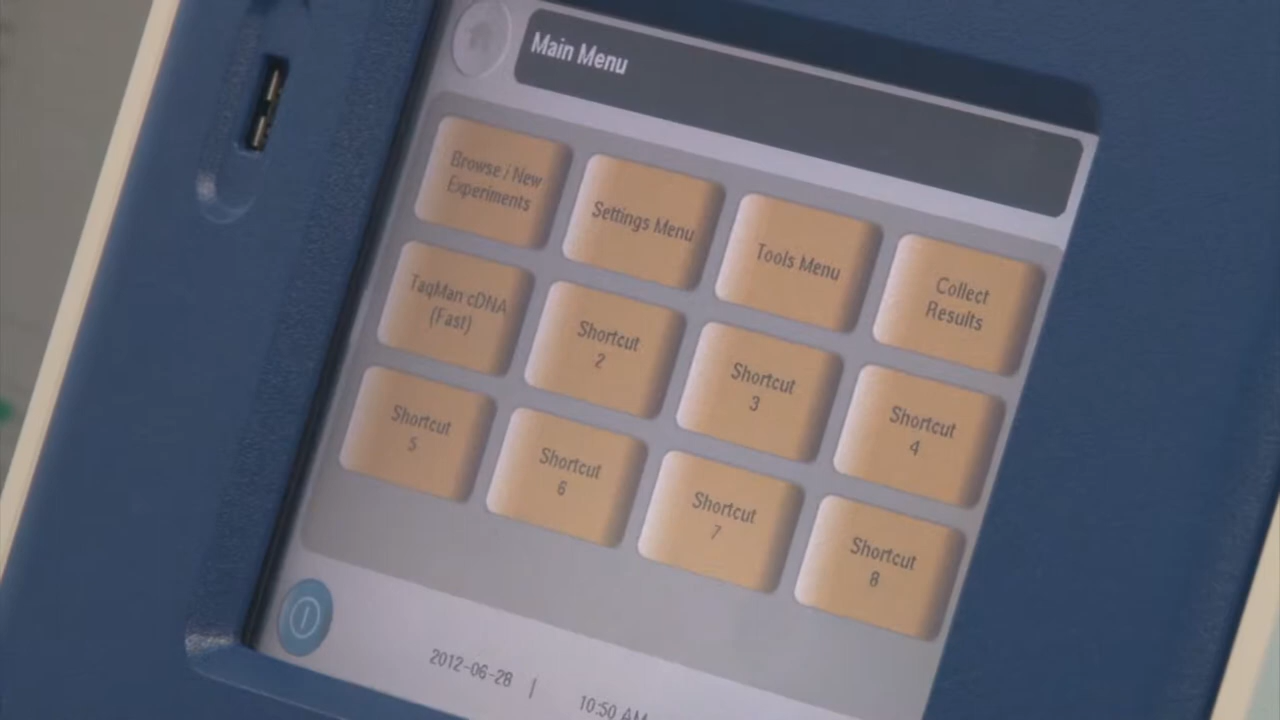 Main Menu
Browse / New
Experiments
Settings Menu
Tools Menu
Collect
Results
TaqMan cDNA
(Fast)
Shortcut
2
Shortcut
3
Shortcut
4
Shortcut
5
Shortcut
6
Shortcut
7
Shortcut
8
2012-06-28 | 10:50 AM